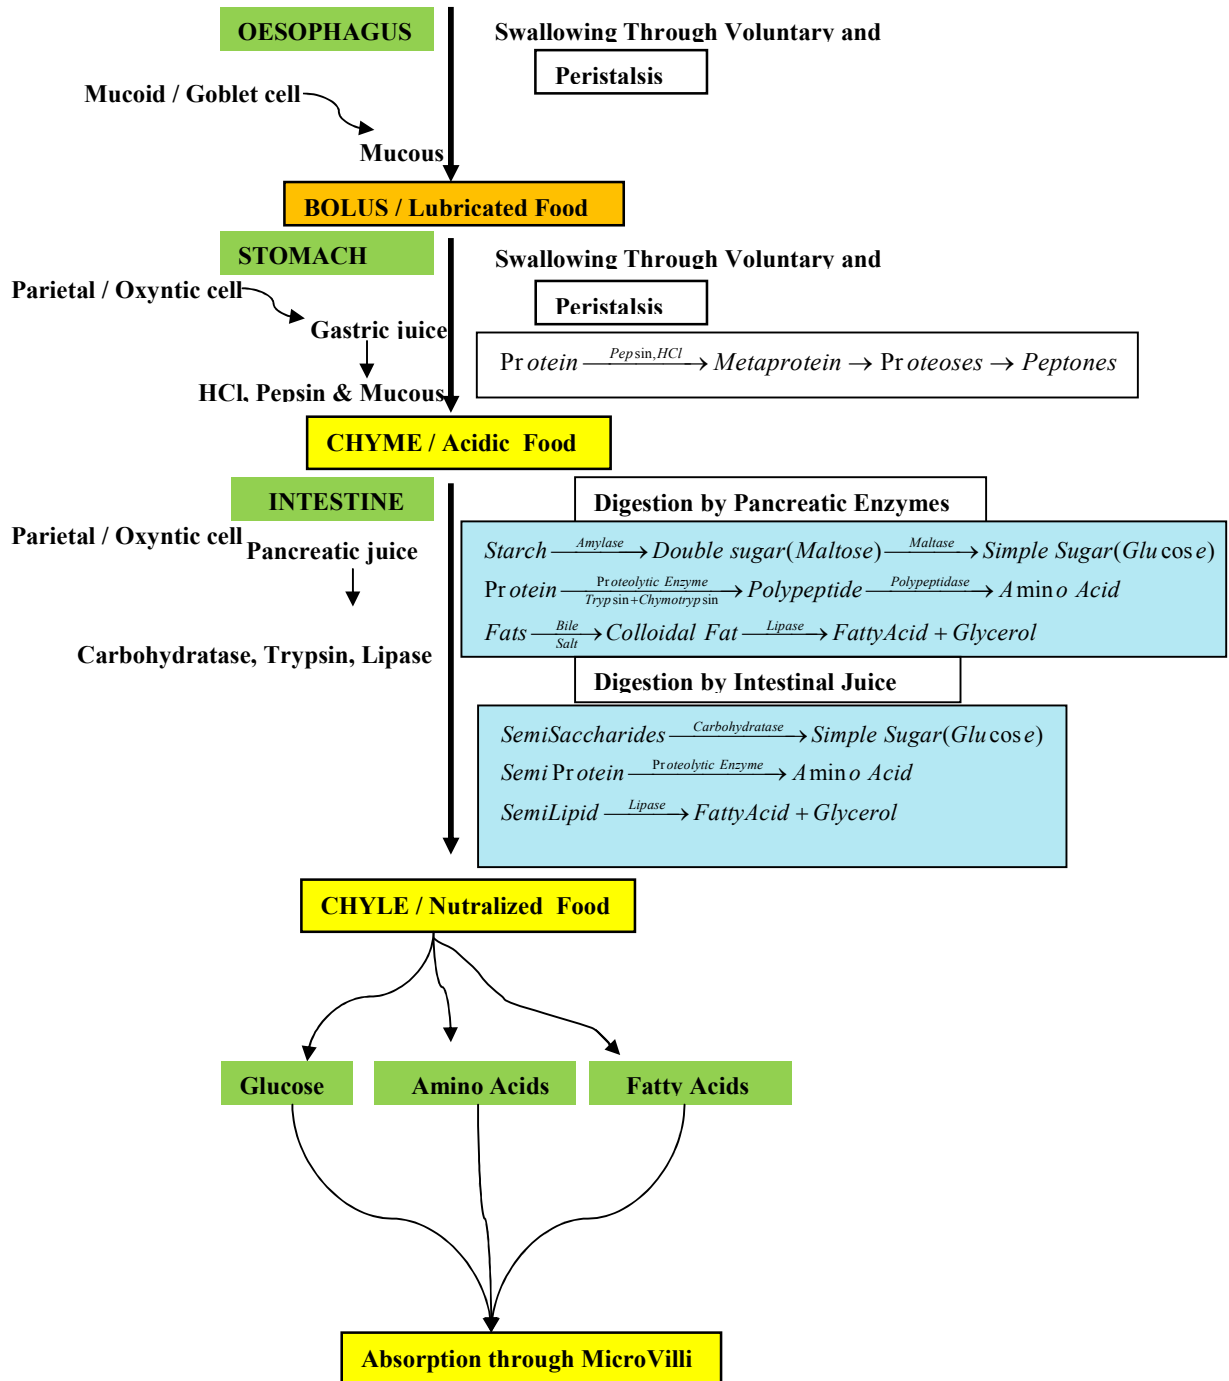 OESOPHAGUS
Swallowing Through Voluntary and
Peristalsis
Mucoid / Goblet cell
Mucous
BOLUS / Lubricated Food
STOMACH
Swallowing Through Voluntary and
Peristalsis
Parietal / Oxyntic cell
Gastric juice
HCl, Pepsin & Mucous
Protein —Pepsin,HCl→ Metaprotein → Proteoses → Peptones
CHYME / Acidic Food
INTESTINE
Parietal / Oxyntic cell
Pancreatic juice
Carbohydratase, Trypsin, Lipase
Digestion by Pancreatic Enzymes
Starch —Amylase→ Double sugar(Maltose) —Maltase→ Simple Sugar(Glucose)
Protein —Proteolytic Enzyme / Trypsin+Chymotrypsin→ Polypeptide —Polypeptidase→ Amino Acid
Fats —Bile / Salt→ Colloidal Fat —Lipase→ FattyAcid + Glycerol
Digestion by Intestinal Juice
SemiSaccharides —Carbohydratase→ Simple Sugar(Glucose)
SemiProtein —Proteolytic Enzyme→ Amino Acid
SemiLipid —Lipase→ FattyAcid + Glycerol
CHYLE / Nutralized Food
Glucose
Amino Acids
Fatty Acids
Absorption through MicroVilli